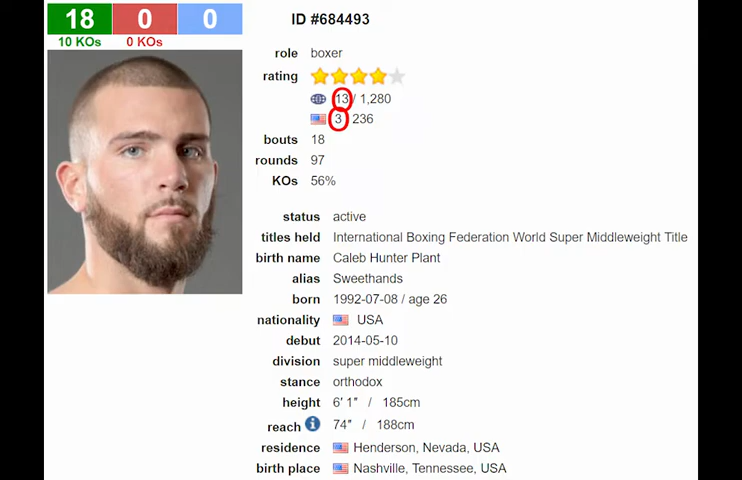 18 0 0
10 KOs 0 KOs
ID #684493
role boxer
rating
13 / 1,280
3 / 236
bouts 18
rounds 97
KOs 56%
status active
titles held International Boxing Federation World Super Middleweight Title
birth name Caleb Hunter Plant
alias Sweethands
born 1992-07-08 / age 26
nationality USA
debut 2014-05-10
division super middleweight
stance orthodox
height 6′ 1″ / 185cm
reach i 74″ / 188cm
residence Henderson, Nevada, USA
birth place Nashville, Tennessee, USA